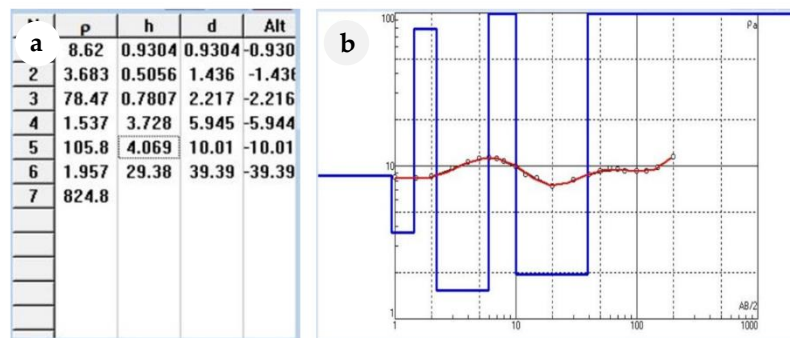 a
ρ h d Alt
8.62 0.9304 0.9304 -0.930
2 3.683 0.5056 1.436 -1.436
3 78.47 0.7807 2.217 -2.216
4 1.537 3.728 5.945 -5.944
5 105.8 4.069 10.01 -10.01
6 1.957 29.38 39.39 -39.39
7 824.8
b
100
ρa
10
1
AB/2
1 10 100 1000